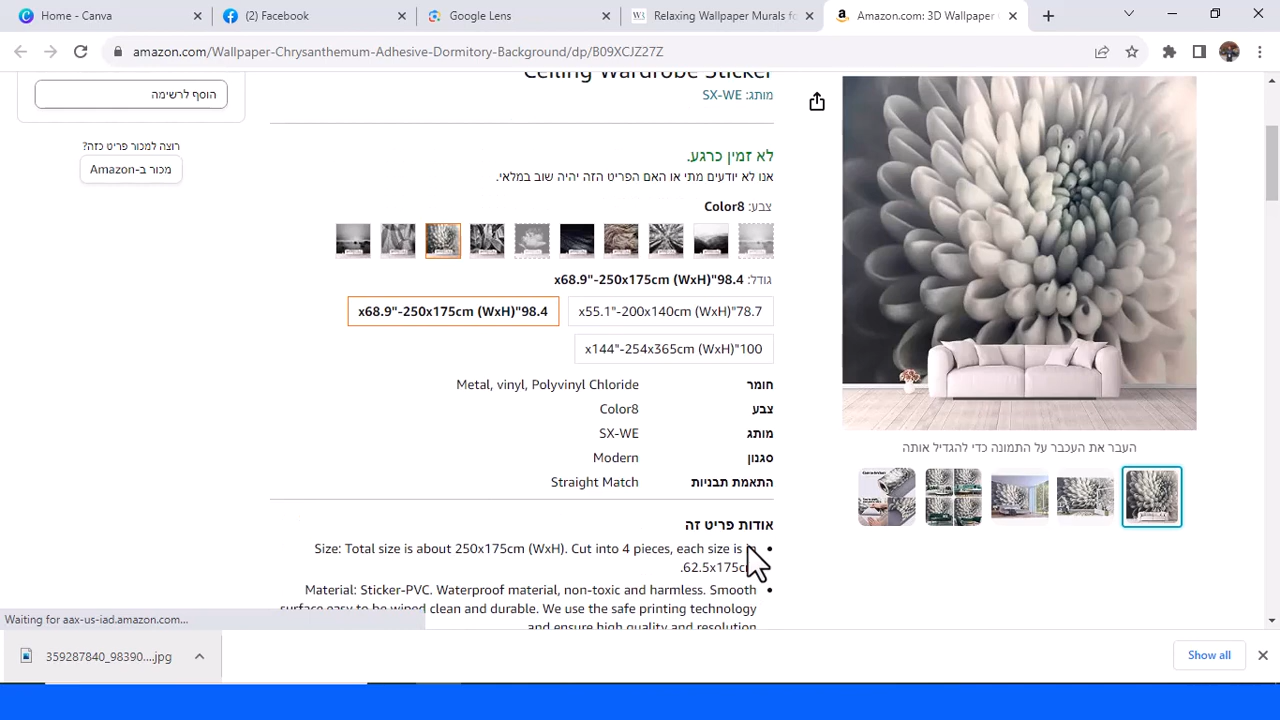 Home - Canva
(2) Facebook
Google Lens
Relaxing Wallpaper Murals fo
Amazon.com: 3D Wallpaper
amazon.com/Wallpaper-Chrysanthemum-Adhesive-Dormitory-Background/dp/B09XCJZ27Z
הוסף לרשימה
רוצה למכור פריט כזה?
מכור ב-Amazon
Ceiling Wardrobe Sticker
מותג: SX-WE
לא זמין כרגע.
אנו לא יודעים מתי או האם הפריט הזה יהיה שוב במלאי.
צבע: Color8
גודל: 98.4"x68.9"-250x175cm (WxH)
98.4"x68.9"-250x175cm (WxH)
78.7"x55.1"-200x140cm (WxH)
100"x144"-254x365cm (WxH)
חומר Metal, vinyl, Polyvinyl Chloride
צבע Color8
מותג SX-WE
סגנון Modern
התאמת תבניות Straight Match
אודות פריט זה
Size: Total size is about 250x175cm (WxH). Cut into 4 pieces, each size is
62.5x175c
Material: Sticker-PVC. Waterproof material, non-toxic and harmless. Smooth
surface easy to be wiped clean and durable. We use the safe printing technology
and ensure high quality and resolution
העבר את העכבר על התמונה כדי להגדיל אותה
Waiting for aax-us-iad.amazon.com...
359287840_98390....jpg
Show all